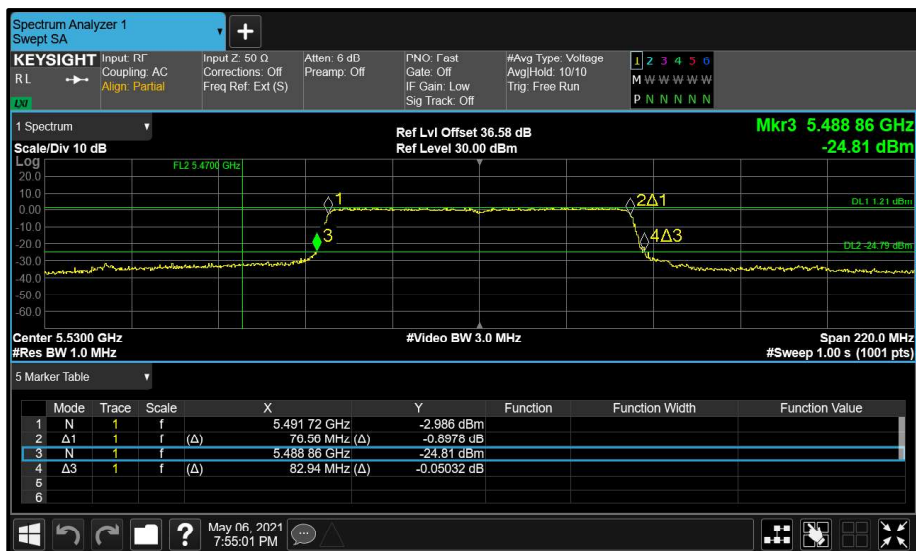 Spectrum Analyzer 1
Swept SA
+
KEYSIGHT Input: RF Input Z: 50 Ω Atten: 6 dB PNO: Fast #Avg Type: Voltage 1 2 3 4 5 6
RL Coupling: AC Corrections: Off Preamp: Off Gate: Off Avg|Hold: 10/10 M W W W W W
Align: Partial Freq Ref: Ext (S) IF Gain: Low Trig: Free Run
LXI Sig Track: Off P N N N N N
1 Spectrum Ref Lvl Offset 36.58 dB Mkr3 5.488 86 GHz
Scale/Div 10 dB Ref Level 30.00 dBm -24.81 dBm
Log FL2 5.4700 GHz
20.0
10.0 1 2Δ1
0.00 DL1 1.21 dBm
-10.0
-20.0 3 4Δ3 DL2 -24.79 dBm
-30.0
-40.0
-50.0
-60.0
Center 5.5300 GHz #Video BW 3.0 MHz Span 220.0 MHz
#Res BW 1.0 MHz #Sweep 1.00 s (1001 pts)
5 Marker Table
Mode Trace Scale X Y Function Function Width Function Value
1 N 1 f 5.491 72 GHz -2.986 dBm
2 Δ1 1 f (Δ) 76.56 MHz (Δ) -0.8978 dB
3 N 1 f 5.488 86 GHz -24.81 dBm
4 Δ3 1 f (Δ) 82.94 MHz (Δ) -0.05032 dB
5
6
? May 06, 2021
7:55:01 PM